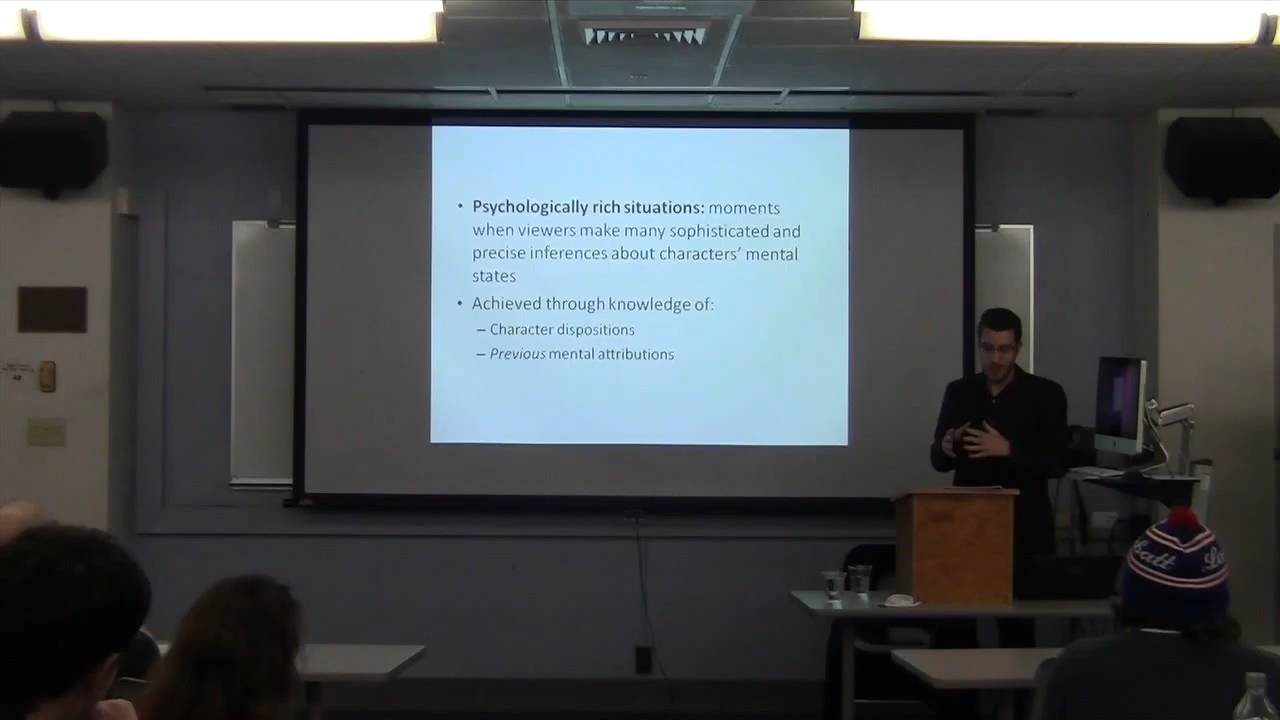 • Psychologically rich situations: moments
when viewers make many sophisticated and
precise inferences about characters' mental
states
• Achieved through knowledge of:
– Character dispositions
– Previous mental attributions
batt